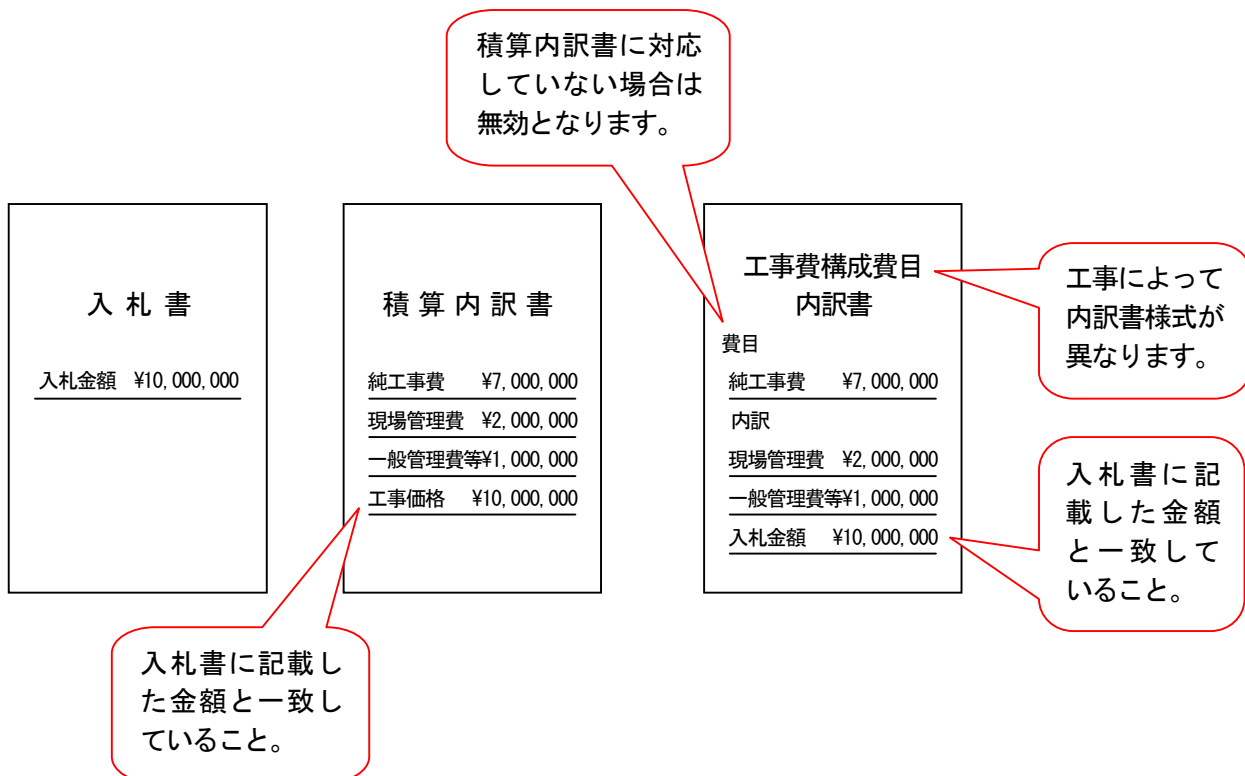 積算内訳書に対応
していない場合は
無効となります。
入札書
入札金額 ¥10,000,000
積算内訳書
純工事費 ¥7,000,000
現場管理費 ¥2,000,000
一般管理費等¥1,000,000
工事価格 ¥10,000,000
工事費構成費目
内訳書
費目
純工事費 ¥7,000,000
内訳
現場管理費 ¥2,000,000
一般管理費等¥1,000,000
入札金額 ¥10,000,000
工事によって
内訳書様式が
異なります。
入札書に記
載した金額
と一致して
いること。
入札書に記載し
た金額と一致し
ていること。